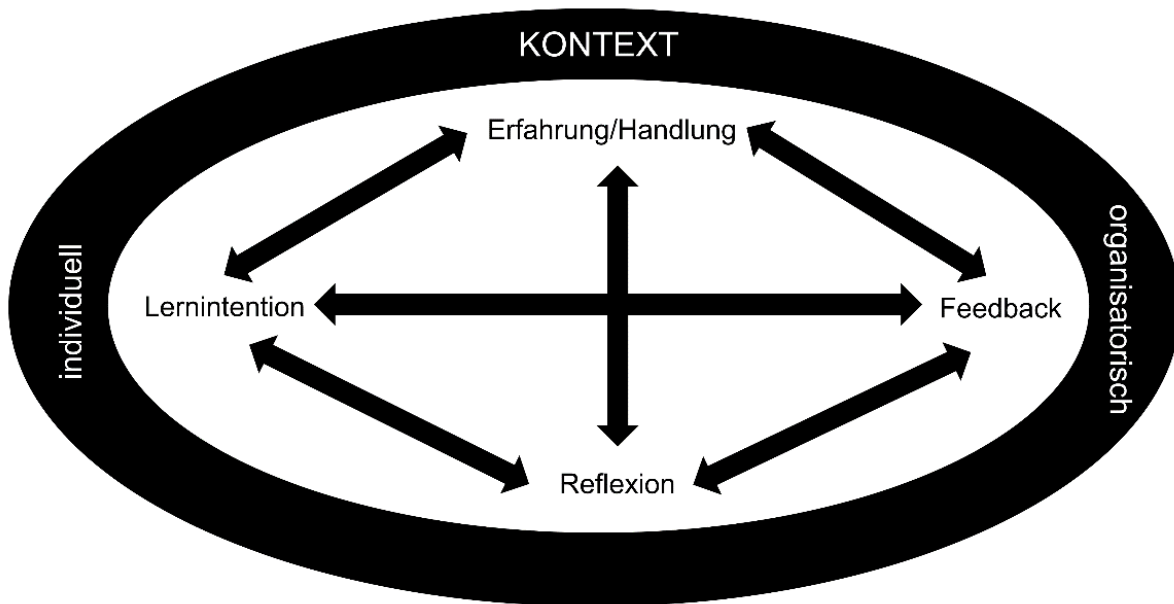 KONTEXT
Erfahrung/Handlung
individuell
organisatorisch
Lernintention
Feedback
Reflexion